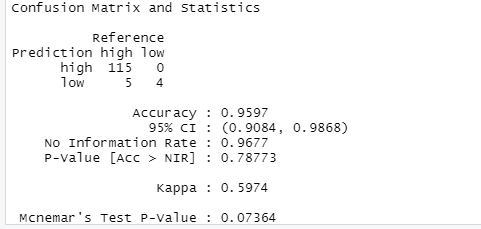 Confusion Matrix and Statistics
Reference
Prediction high low
high 115 0
low 5 4
Accuracy : 0.9597
95% CI : (0.9084, 0.9868)
No Information Rate : 0.9677
P-Value [Acc > NIR] : 0.78773
Kappa : 0.5974
Mcnemar's Test P-Value : 0.07364